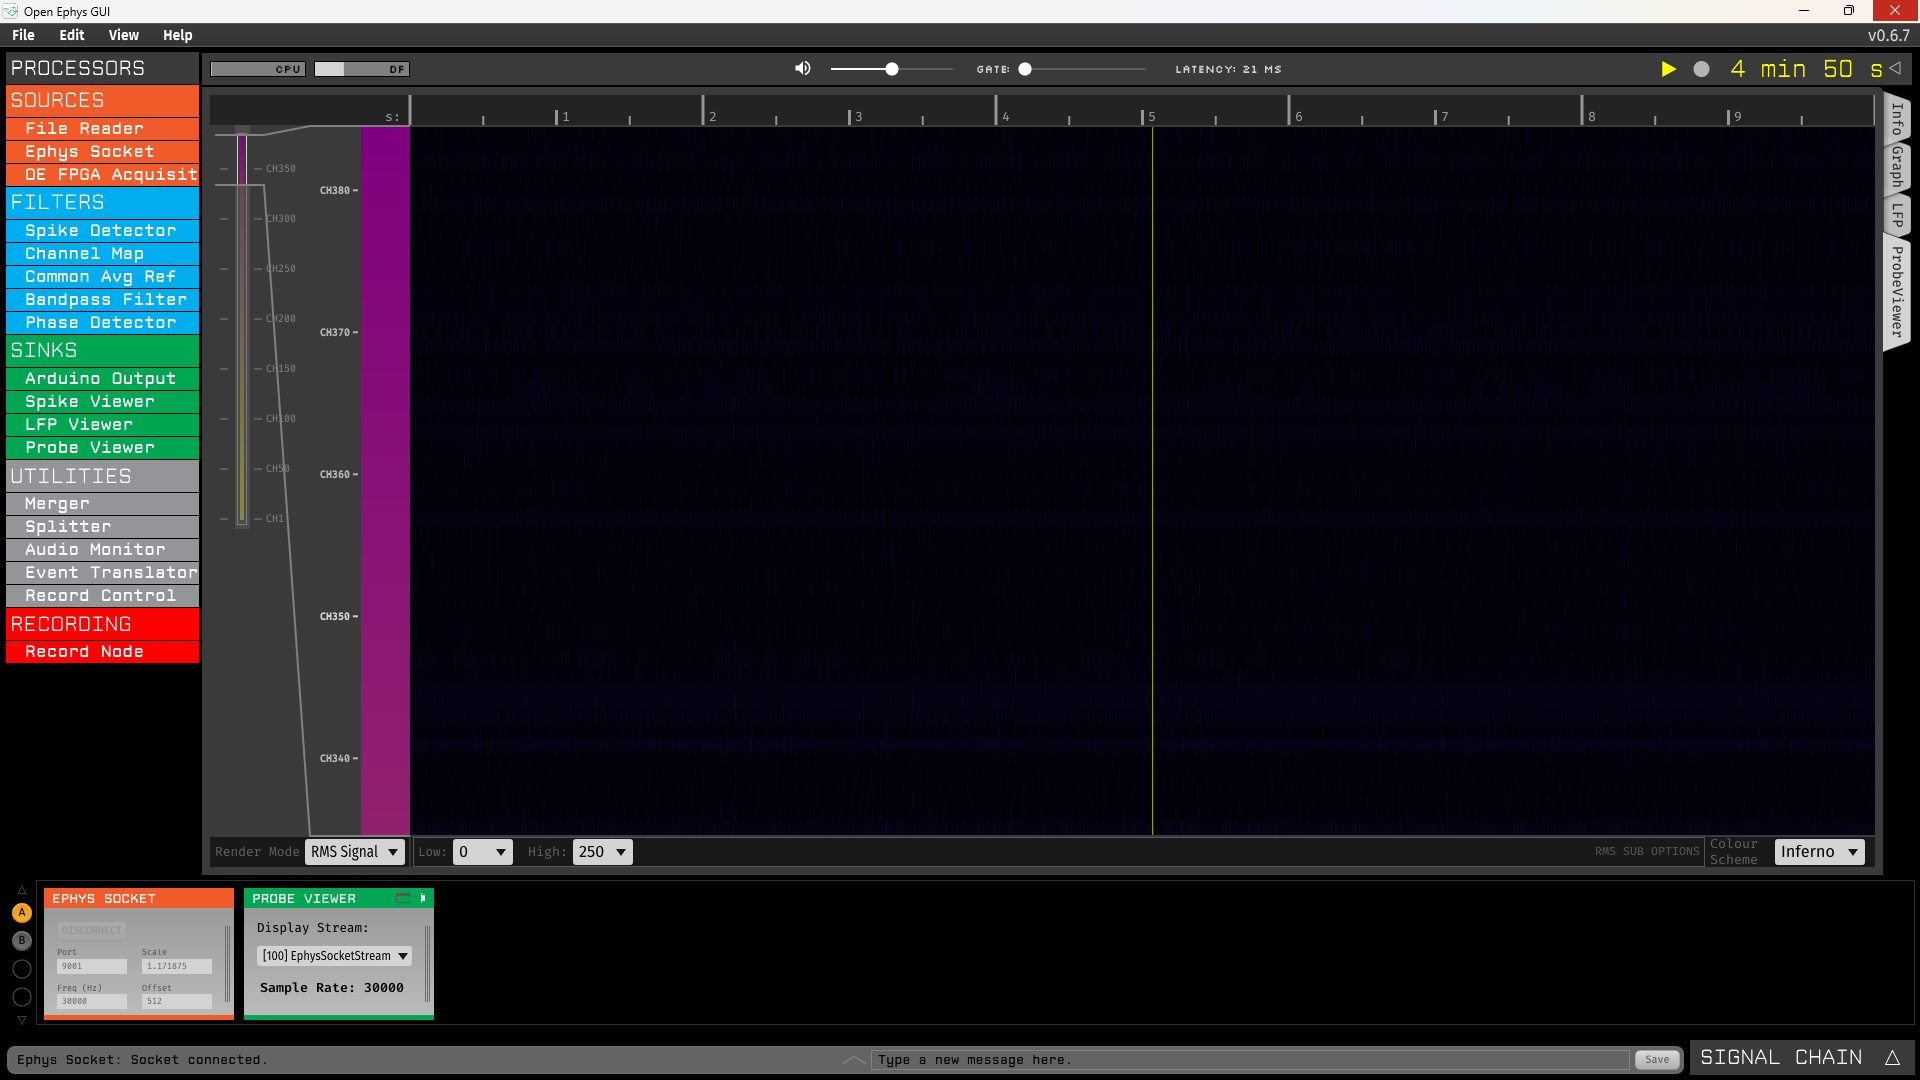 Open Ephys GUI
File Edit View Help
v0.6.7
PROCESSORS
SOURCES
File Reader
Ephys Socket
OE FPGA Acquisit
FILTERS
Spike Detector
Channel Map
Common Avg Ref
Bandpass Filter
Phase Detector
SINKS
Arduino Output
Spike Viewer
LFP Viewer
Probe Viewer
UTILITIES
Merger
Splitter
Audio Monitor
Event Translator
Record Control
RECORDING
Record Node
CPU DF GATE: LATENCY: 21 MS 4 min 50 s
s: 1 2 3 4 5 6 7 8 9
CH350
CH300
CH250
CH200
CH150
CH100
CH50
CH1
CH380
CH370
CH360
CH350
CH340
Info
Graph
LFP
ProbeViewer
Render Mode RMS Signal Low: 0 High: 250 RMS SUB OPTIONS Colour Scheme Inferno
A
B
EPHYS SOCKET
DISCONNECT
Port Scale
9001 1.171875
Freq (Hz) Offset
30000 512
PROBE VIEWER
Display Stream:
[100] EphysSocketStream
Sample Rate: 30000
Ephys Socket: Socket connected.
Type a new message here.
Save
SIGNAL CHAIN